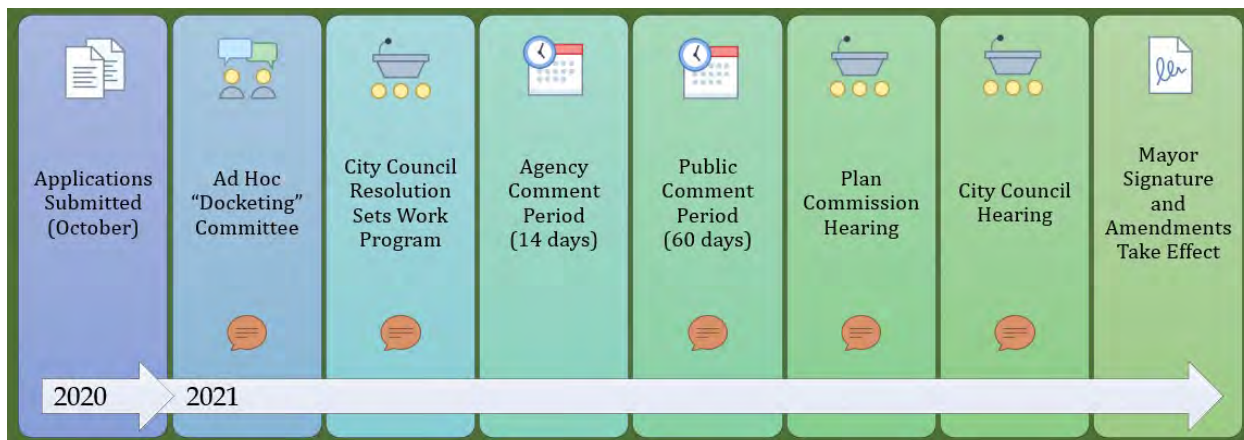 Applications
Submitted
(October)
Ad Hoc
“Docketing”
Committee
City Council
Resolution
Sets Work
Program
Agency
Comment
Period
(14 days)
Public
Comment
Period
(60 days)
Plan
Commission
Hearing
City Council
Hearing
Mayor
Signature
and
Amendments
Take Effect
2020
2021